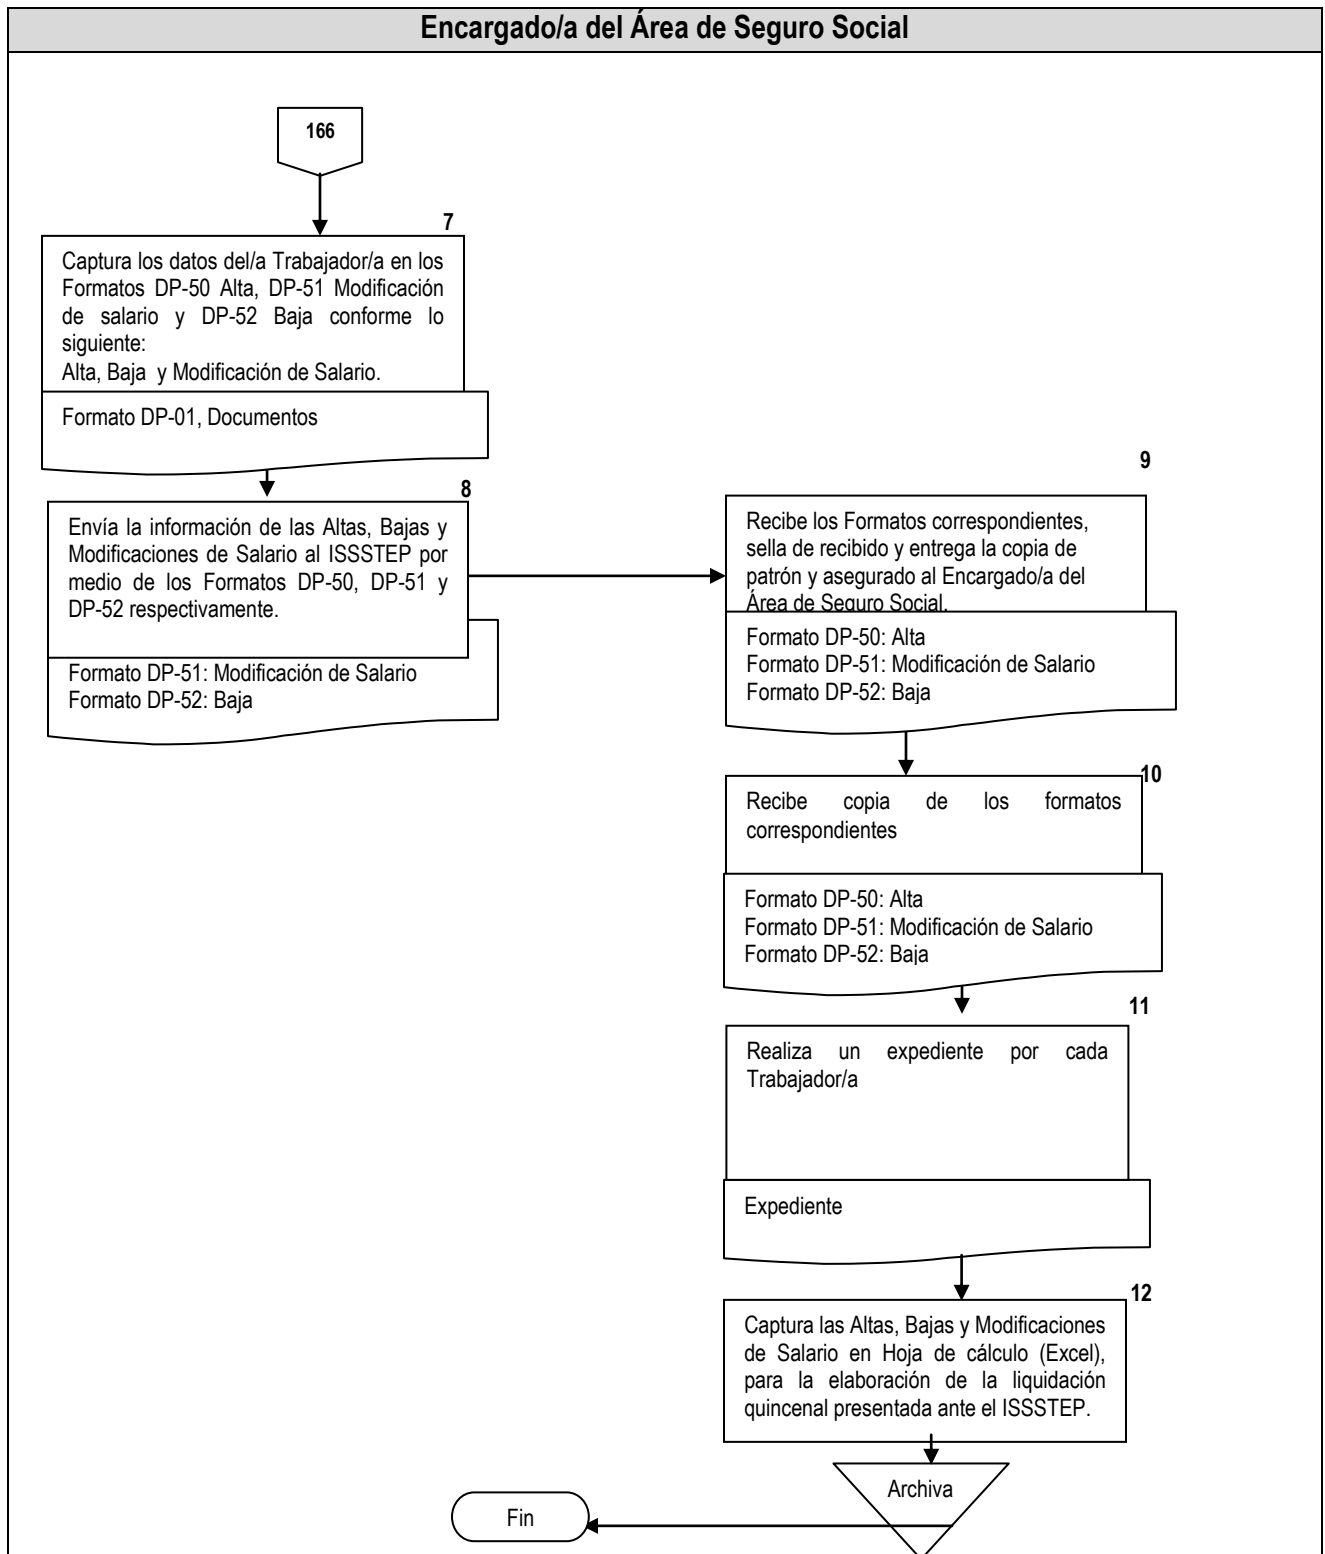 Encargado/a del Área de Seguro Social
166
7
Captura los datos del/a Trabajador/a en los
Formatos DP-50 Alta, DP-51 Modificación
de salario y DP-52 Baja conforme lo
siguiente:
Alta, Baja y Modificación de Salario.
Formato DP-01, Documentos
8
Envía la información de las Altas, Bajas y
Modificaciones de Salario al ISSSTEP por
medio de los Formatos DP-50, DP-51 y
DP-52 respectivamente.
Formato DP-51: Modificación de Salario
Formato DP-52: Baja
9
Recibe los Formatos correspondientes,
sella de recibido y entrega la copia de
patrón y asegurado al Encargado/a del
Área de Seguro Social.
Formato DP-50: Alta
Formato DP-51: Modificación de Salario
Formato DP-52: Baja
10
Recibe copia de los formatos
correspondientes
Formato DP-50: Alta
Formato DP-51: Modificación de Salario
Formato DP-52: Baja
11
Realiza un expediente por cada
Trabajador/a
Expediente
12
Captura las Altas, Bajas y Modificaciones
de Salario en Hoja de cálculo (Excel),
para la elaboración de la liquidación
quincenal presentada ante el ISSSTEP.
Archiva
Fin